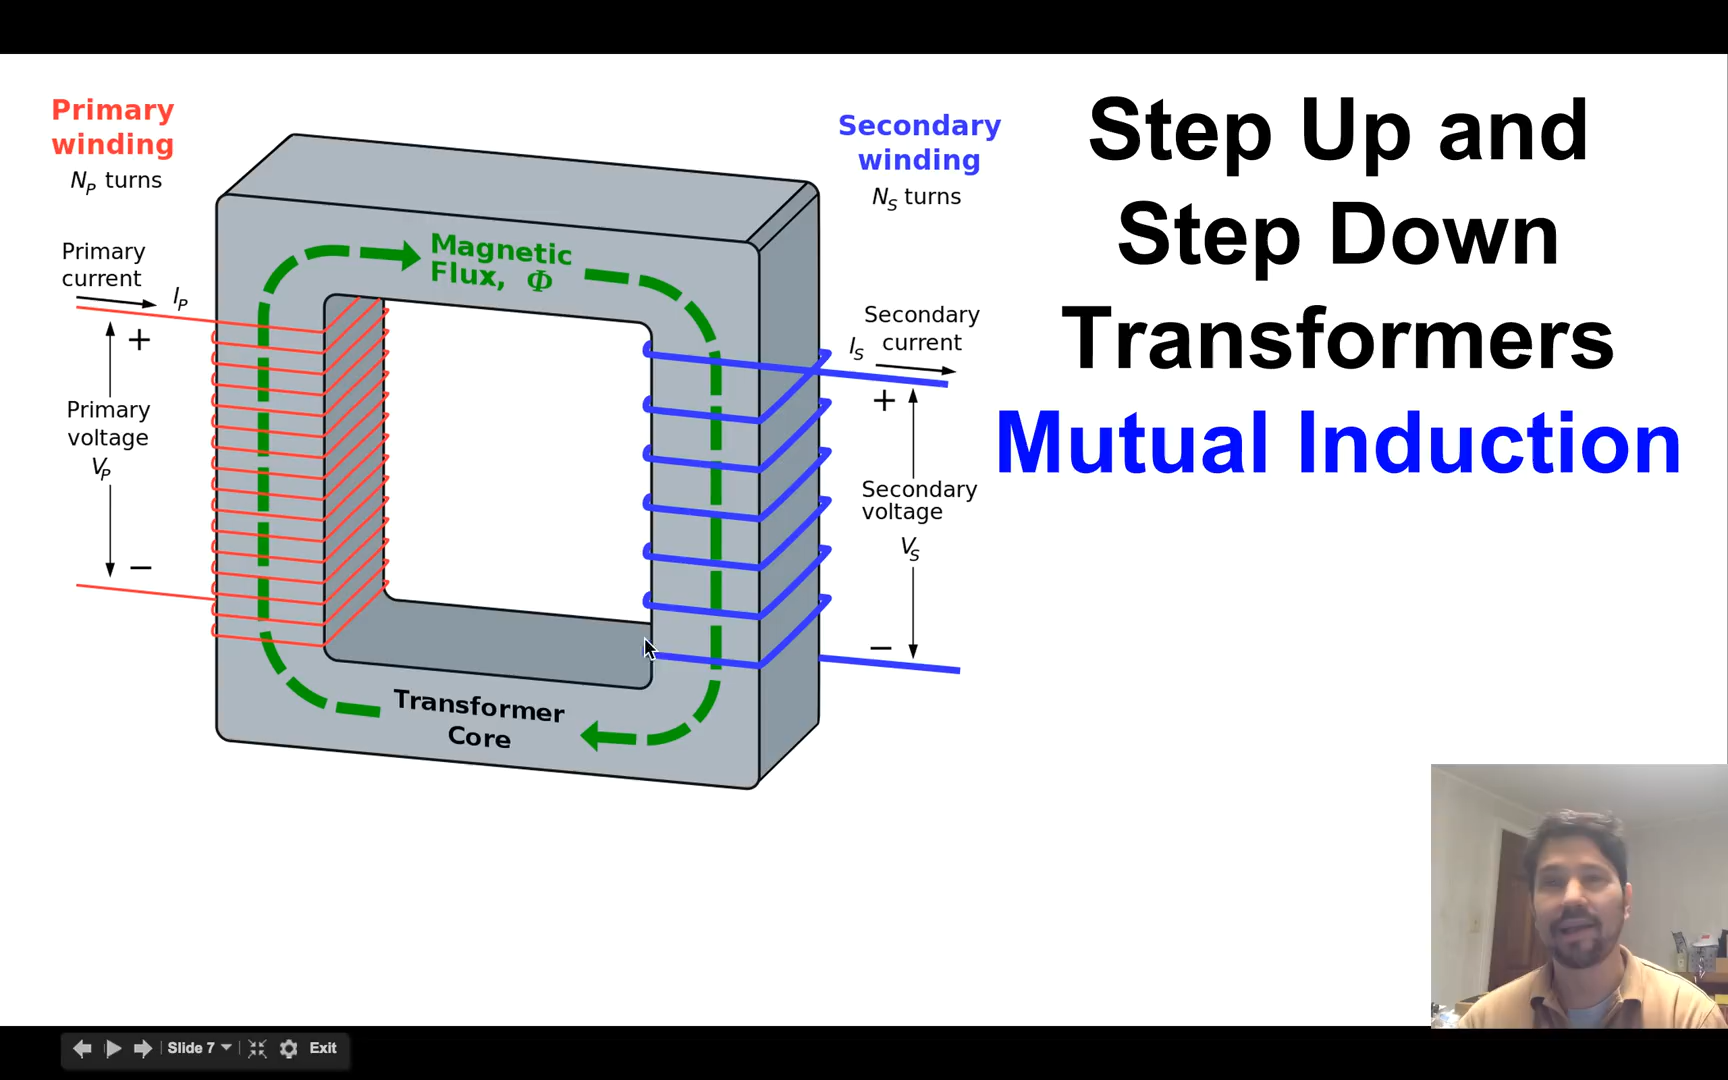 Primary
winding
NP turns
Primary
current
IP
+
Primary
voltage
VP
−
Magnetic
Flux, Φ
Transformer
Core
Secondary
winding
NS turns
Secondary
current
IS
+
Secondary
voltage
VS
−
Step Up and
Step Down
Transformers
Mutual Induction
Slide 7
Exit